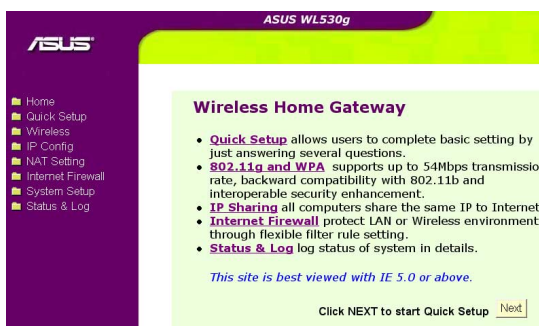 ASUS WL530g
ASUS
Home
Quick Setup
Wireless
IP Config
NAT Setting
Internet Firewall
System Setup
Status & Log
Wireless Home Gateway
Quick Setup allows users to complete basic setting by
just answering several questions.
802.11g and WPA supports up to 54Mbps transmissio
rate, backward compatibility with 802.11b and
interoperable security enhancement.
IP Sharing all computers share the same IP to Internet
Internet Firewall protect LAN or Wireless environment
through flexible filter rule setting.
Status & Log log status of system in details.
This site is best viewed with IE 5.0 or above.
Click NEXT to start Quick Setup Next